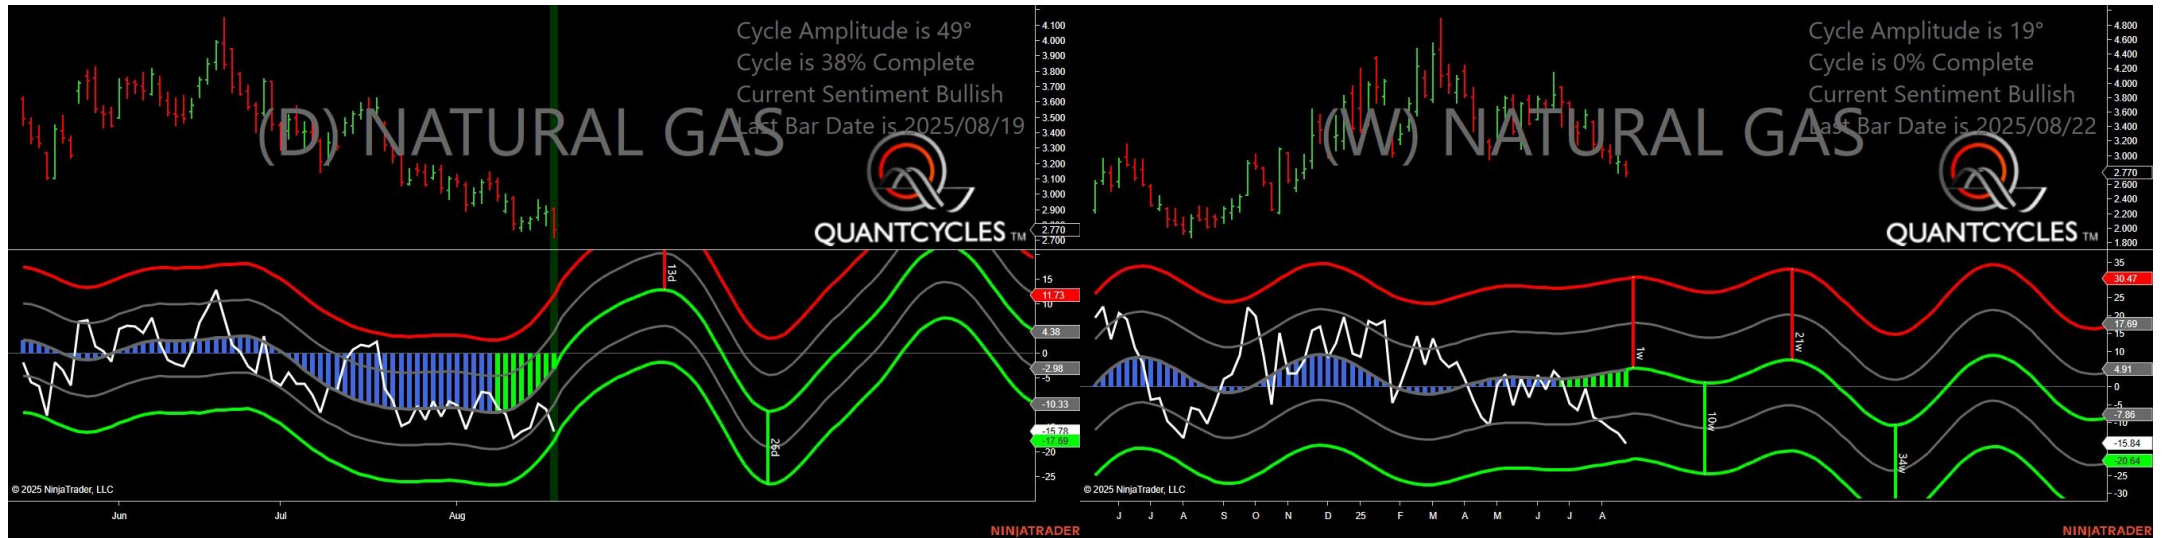 Cycle Amplitude is 49°
Cycle is 38% Complete
Current Sentiment Bullish
Last Bar Date is 2025/08/19
(D) NATURAL GAS
QUANTCYCLES TM
4.100
4.000
3.900
3.800
3.700
3.600
3.500
3.400
3.300
3.200
3.100
3.000
2.900
2.770
2.700
13d
26d
15
11.73
10
4.38
0
-2.98
-5
-10.33
-15.78
-17.69
-20
-25
© 2025 NinjaTrader, LLC
Jun
Jul
Aug
NINJATRADER
Cycle Amplitude is 19°
Cycle is 0% Complete
Current Sentiment Bullish
Last Bar Date is 2025/08/22
(W) NATURAL GAS
QUANTCYCLES TM
4.800
4.600
4.400
4.200
4.000
3.800
3.600
3.400
3.200
3.000
2.770
2.600
2.400
2.200
2.000
1.800
1w
10w
21w
34w
35
30.47
25
20
17.69
15
10
4.91
0
-5
-7.86
-10
-15.84
-20.64
-25
-30
© 2025 NinjaTrader, LLC
J
J
A
S
O
N
D
25
F
M
A
M
J
J
A
NINJATRADER